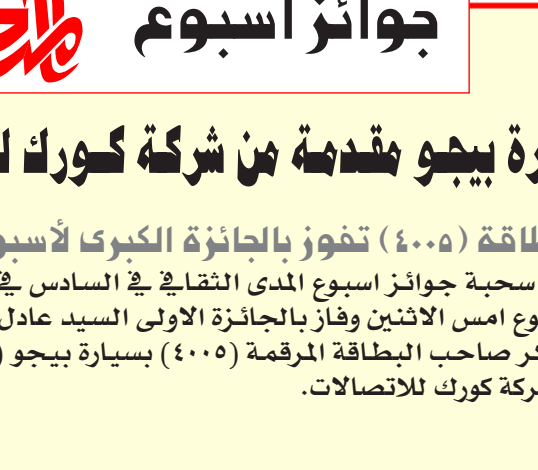 جوائز اسبوع
رة بيجو مقدمة من شركة كورك ل
طاقة (٤٠٠٥) تفوز بالجائزة الكبرى لأسبو
سحبة جوائز اسبوع المدى الثقافي في السادس في
وع امس الاثنين وفاز بالجائزة الاولى السيد عادل
كر صاحب البطاقة المرقمة (٤٠٠٥) بسيارة بيجو (
ركة كورك للاتصالات.